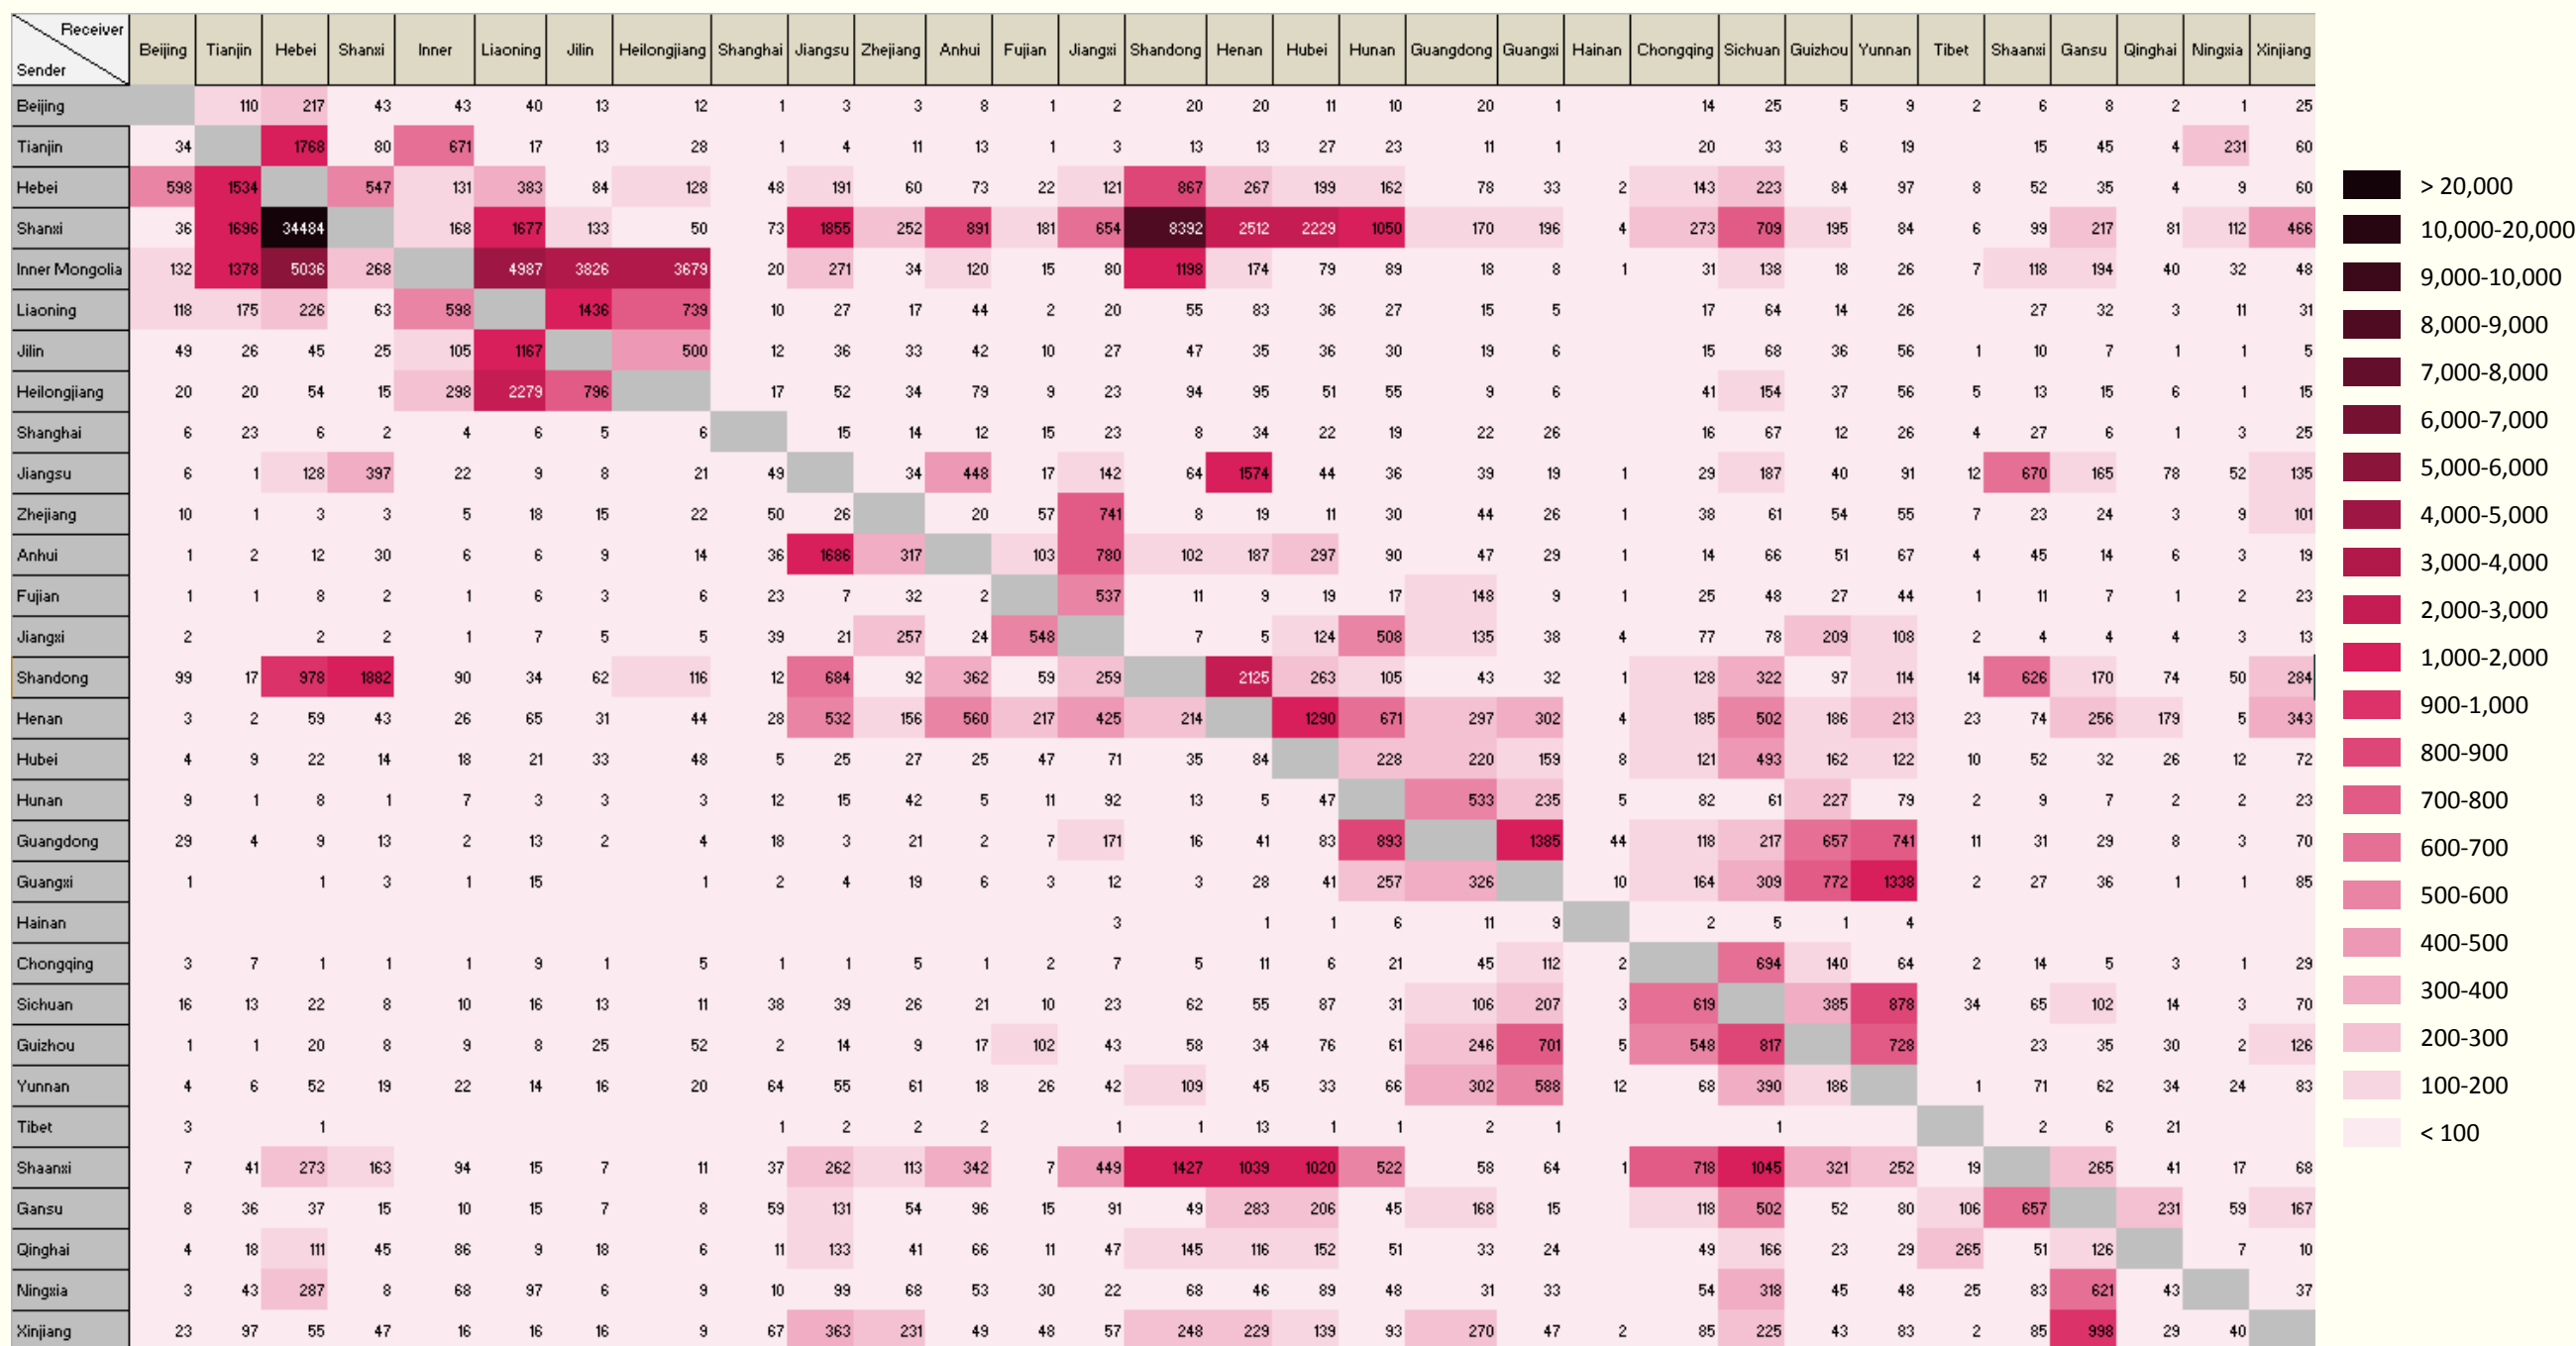 Receiver
Sender
Beijing Tianjin Hebei Shanxi Inner Liaoning Jilin Heilongjiang Shanghai Jiangsu Zhejiang Anhui Fujian Jiangxi Shandong Henan Hubei Hunan Guangdong Guangxi Hainan Chongqing Sichuan Guizhou Yunnan Tibet Shaanxi Gansu Qinghai Ningxia Xinjiang
Beijing 110 217 43 43 40 13 12 1 3 3 8 1 2 20 20 11 10 20 1 14 25 5 9 2 6 8 2 1 25
Tianjin 34 1768 80 671 17 13 28 1 4 11 13 1 3 13 13 27 23 11 1 20 33 6 19 15 45 4 231 60
Hebei 598 1534 547 131 383 84 128 48 191 60 73 22 121 867 267 199 162 78 33 2 143 223 84 97 8 52 35 4 9 60
Shanxi 36 1696 34484 168 1677 133 50 73 1855 252 891 181 654 8392 2512 2229 1050 170 196 4 273 709 195 84 6 99 217 81 112 466
Inner Mongolia 132 1378 5036 268 4987 3826 3679 20 271 34 120 15 80 1198 174 79 89 18 8 1 31 138 18 26 7 118 194 40 32 48
Liaoning 118 175 226 63 598 1436 739 10 27 17 44 2 20 55 83 36 27 15 5 17 64 14 26 27 32 3 11 31
Jilin 49 26 45 25 105 1167 500 12 36 33 42 10 27 47 35 36 30 19 6 15 68 36 56 1 10 7 1 1 5
Heilongjiang 20 20 54 15 298 2279 796 17 52 34 79 9 23 94 95 51 55 9 6 41 154 37 56 5 13 15 6 1 15
Shanghai 6 23 6 2 4 6 5 6 15 14 12 15 23 8 34 22 19 22 26 16 67 12 26 4 27 6 1 3 25
Jiangsu 6 1 128 397 22 9 8 21 49 34 448 17 142 64 1574 44 36 39 19 1 29 187 40 91 12 670 165 78 52 135
Zhejiang 10 1 3 3 5 18 15 22 50 26 20 57 741 8 19 11 30 44 26 1 38 61 54 55 7 23 24 3 9 101
Anhui 1 2 12 30 6 6 9 14 36 1686 317 103 780 102 187 297 90 47 29 1 14 66 51 67 4 45 14 6 3 19
Fujian 1 1 8 2 1 6 3 6 23 7 32 2 537 11 9 19 17 148 9 1 25 48 27 44 1 11 7 1 2 23
Jiangxi 2 2 2 1 7 5 5 39 21 257 24 548 7 5 124 508 135 38 4 77 78 209 108 2 4 4 4 3 13
Shandong 99 17 978 1882 90 34 62 116 12 684 92 362 59 259 2125 263 105 43 32 1 128 322 97 114 14 626 170 74 50 284
Henan 3 2 59 43 26 65 31 44 28 532 156 560 217 425 214 1290 671 297 302 4 185 502 186 213 23 74 256 179 5 343
Hubei 4 9 22 14 18 21 33 48 5 25 27 25 47 71 35 84 228 220 159 8 121 493 162 122 10 52 32 26 12 72
Hunan 9 1 8 1 7 3 3 3 12 15 42 5 11 92 13 5 47 533 235 5 82 61 227 79 2 9 7 2 2 23
Guangdong 29 4 9 13 2 13 2 4 18 3 21 2 7 171 16 41 83 893 1385 44 118 217 657 741 11 31 29 8 3 70
Guangxi 1 1 3 1 15 1 2 4 19 6 3 12 3 28 41 257 326 10 164 309 772 1338 2 27 36 1 1 85
Hainan 3 1 1 6 11 9 2 5 1 4
Chongqing 3 7 1 1 1 9 1 5 1 1 5 1 2 7 5 11 6 21 45 112 2 694 140 64 2 14 5 3 1 29
Sichuan 16 13 22 8 10 16 13 11 38 39 26 21 10 23 62 55 87 31 106 207 3 619 385 878 34 65 102 14 3 70
Guizhou 1 1 20 8 9 8 25 52 2 14 9 17 102 43 58 34 76 61 246 701 5 548 817 728 23 35 30 2 126
Yunnan 4 6 52 19 22 14 16 20 64 55 61 18 26 42 109 45 33 66 302 588 12 68 390 186 1 71 62 34 24 83
Tibet 3 1 1 2 2 2 1 1 13 1 1 2 1 1 2 6 21
Shaanxi 7 41 273 163 94 15 7 11 37 262 113 342 7 449 1427 1039 1020 522 58 64 1 718 1045 321 252 19 265 41 17 68
Gansu 8 36 37 15 10 15 7 8 59 131 54 96 15 91 49 283 206 45 168 15 118 502 52 80 106 657 231 59 167
Qinghai 4 18 111 45 86 9 18 6 11 133 41 66 11 47 145 116 152 51 33 24 49 166 23 29 265 51 126 7 10
Ningxia 3 43 287 8 68 97 6 9 10 99 68 53 30 22 68 46 89 48 31 33 54 318 45 48 25 83 621 43 37
Xinjiang 23 97 55 47 16 16 16 9 67 363 231 49 48 57 248 229 139 93 270 47 2 85 225 43 83 2 85 998 29 40
> 20,000
10,000-20,000
9,000-10,000
8,000-9,000
7,000-8,000
6,000-7,000
5,000-6,000
4,000-5,000
3,000-4,000
2,000-3,000
1,000-2,000
900-1,000
800-900
700-800
600-700
500-600
400-500
300-400
200-300
100-200
< 100